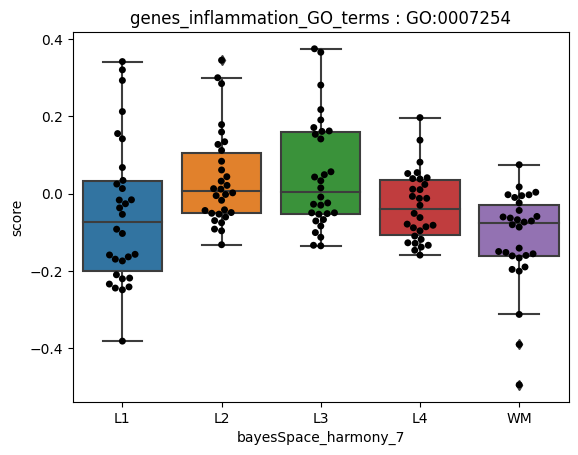 genes_inflammation_GO_terms : GO:0007254
0.4
0.2
0.0
−0.2
−0.4
score
L1 L2 L3 L4 WM
bayesSpace_harmony_7